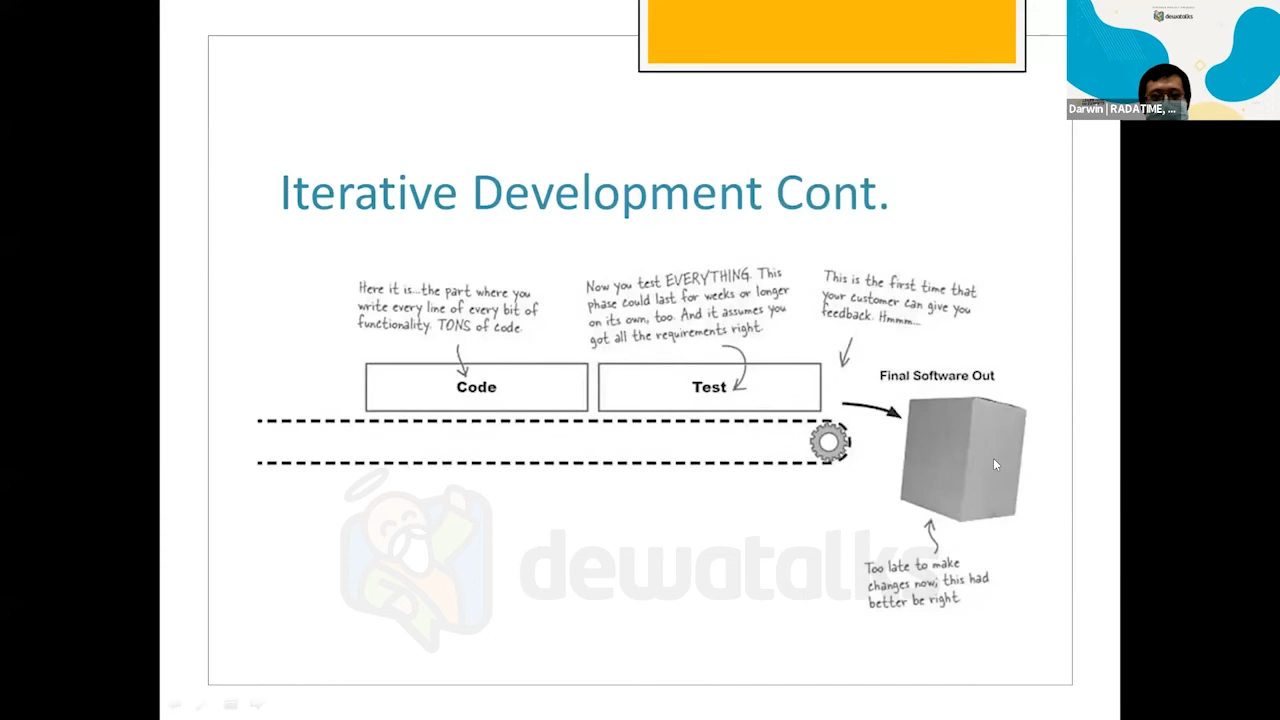 dewatalks
Darwin | RADATIME, ...
Iterative Development Cont.
Here it is...the part where you
write every line of every bit of
functionality. TONS of code.
Now you test EVERYTHING. This
phase could last for weeks or longer
on its own, too. And it assumes you
got all the requirements right.
This is the first time that
your customer can give you
feedback. Hmmm...
Code
Test
Final Software Out
dewatalks
Too late to make
changes now; this had
better be right.